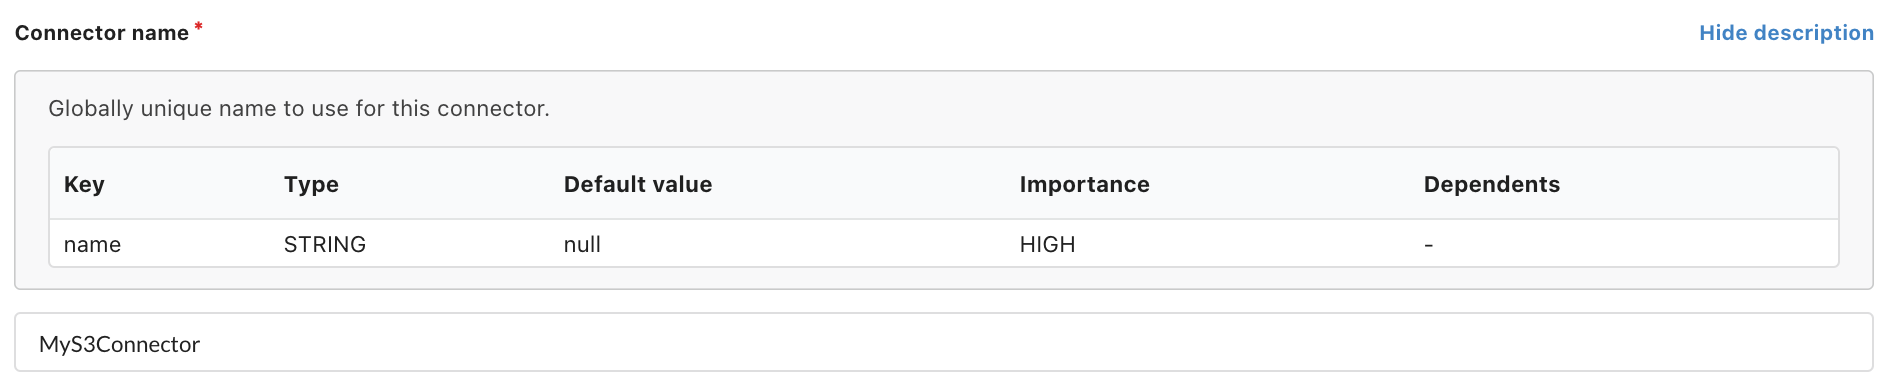 Connector name * Hide description
Globally unique name to use for this connector.
Key Type Default value Importance Dependents
name STRING null HIGH -
MyS3Connector